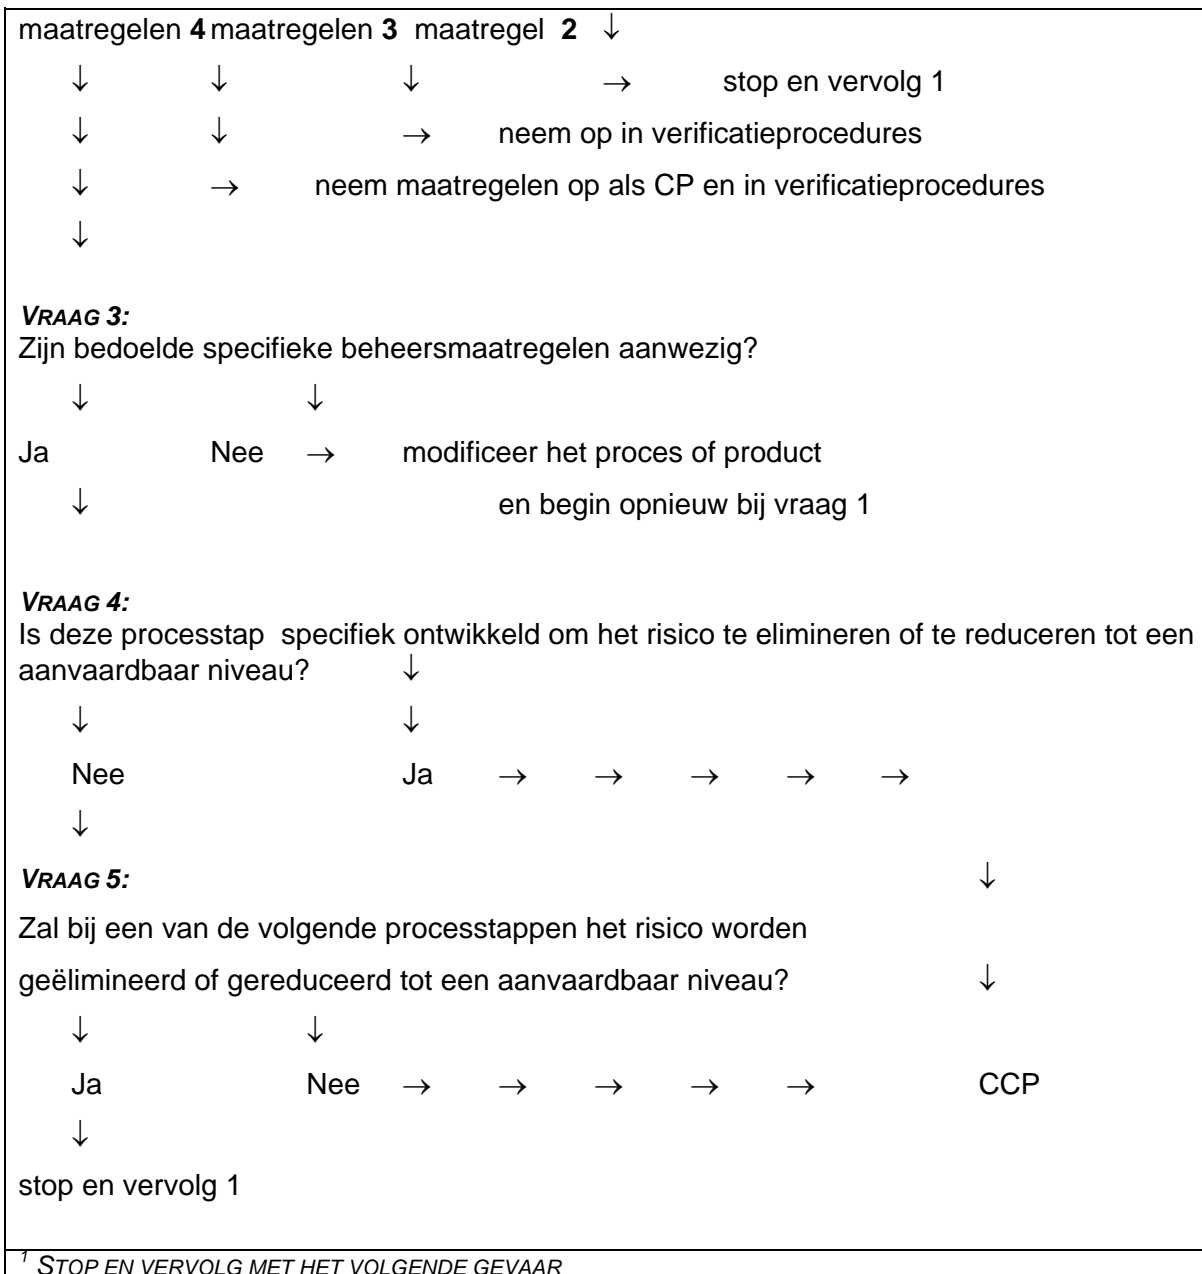 maatregelen 4 maatregelen 3 maatregel 2 ↓
↓ ↓ ↓ → stop en vervolg 1
↓ ↓ → neem op in verificatieprocedures
↓ → neem maatregelen op als CP en in verificatieprocedures
↓
VRAAG 3:
Zijn bedoelde specifieke beheersmaatregelen aanwezig?
↓ ↓
Ja Nee → modificeer het proces of product
↓ en begin opnieuw bij vraag 1
VRAAG 4:
Is deze processtap specifiek ontwikkeld om het risico te elimineren of te reduceren tot een
aanvaardbaar niveau? ↓
↓ ↓
Nee Ja → → → → →
↓
VRAAG 5: ↓
Zal bij een van de volgende processtappen het risico worden
geëlimineerd of gereduceerd tot een aanvaardbaar niveau? ↓
↓ ↓
Ja Nee → → → → → CCP
↓
stop en vervolg 1
1 STOP EN VERVOLG MET HET VOLGENDE GEVAAR